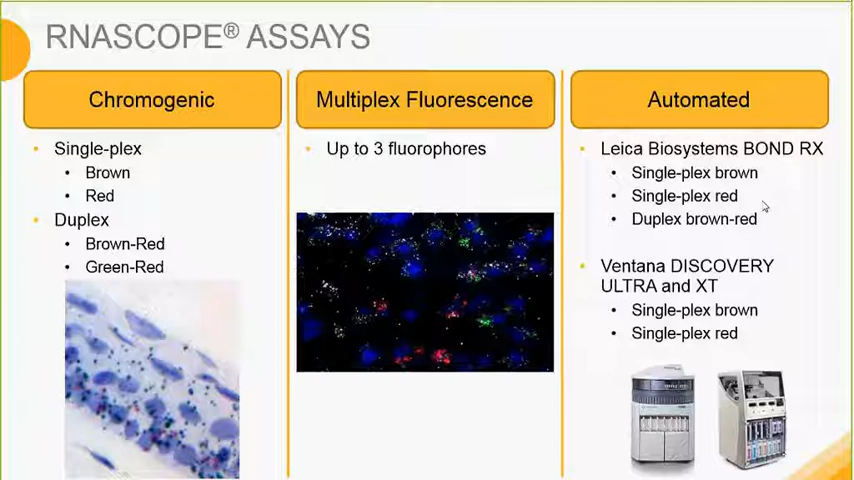 RNASCOPE® ASSAYS
Chromogenic
Single-plex
Brown
Red
Duplex
Brown-Red
Green-Red
Multiplex Fluorescence
Up to 3 fluorophores
Automated
Leica Biosystems BOND RX
Single-plex brown
Single-plex red
Duplex brown-red
Ventana DISCOVERY
ULTRA and XT
Single-plex brown
Single-plex red